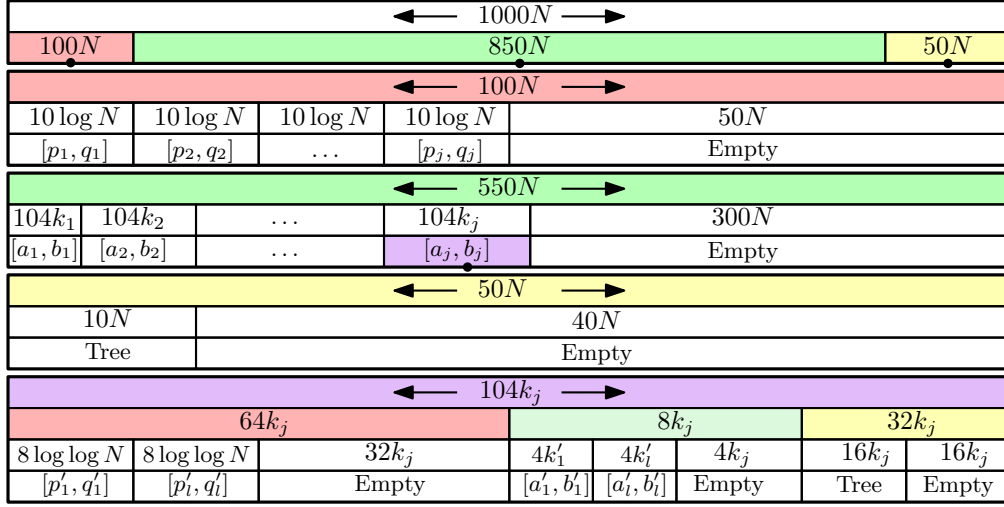 1000N
100N 850N 50N
100N
10 log N 10 log N 10 log N 10 log N 50N
[p₁, q₁] [p₂, q₂] ... [pⱼ, qⱼ] Empty
550N
104k₁ 104k₂ ... 104kⱼ 300N
[a₁, b₁] [a₂, b₂] ... [aⱼ, bⱼ] Empty
50N
10N 40N
Tree Empty
104kⱼ
64kⱼ 8kⱼ 32kⱼ
8 log log N 8 log log N 32kⱼ 4k′₁ 4k′ₗ 4kⱼ 16kⱼ 16kⱼ
[p′₁, q′₁] [p′ₗ, q′ₗ] Empty [a′₁, b′₁] [a′ₗ, b′ₗ] Empty Tree Empty